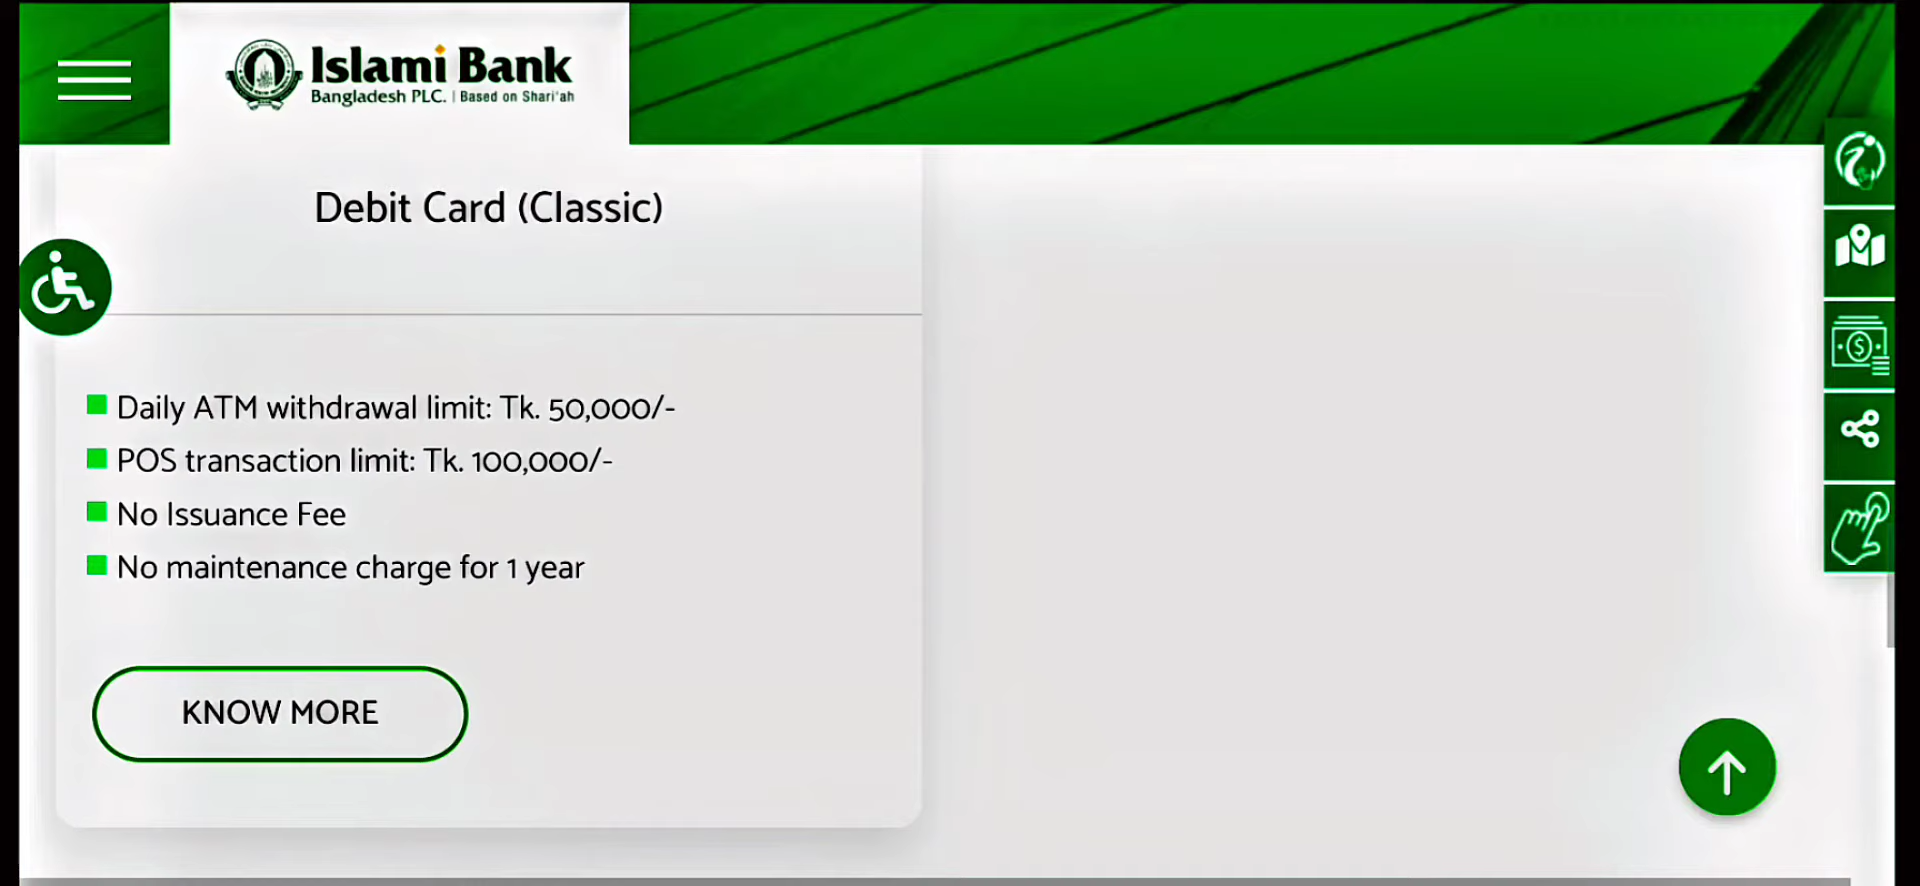 Islami Bank
Bangladesh PLC. | Based on Shari'ah
Debit Card (Classic)
Daily ATM withdrawal limit: Tk. 50,000/-
POS transaction limit: Tk. 100,000/-
No Issuance Fee
No maintenance charge for 1 year
KNOW MORE